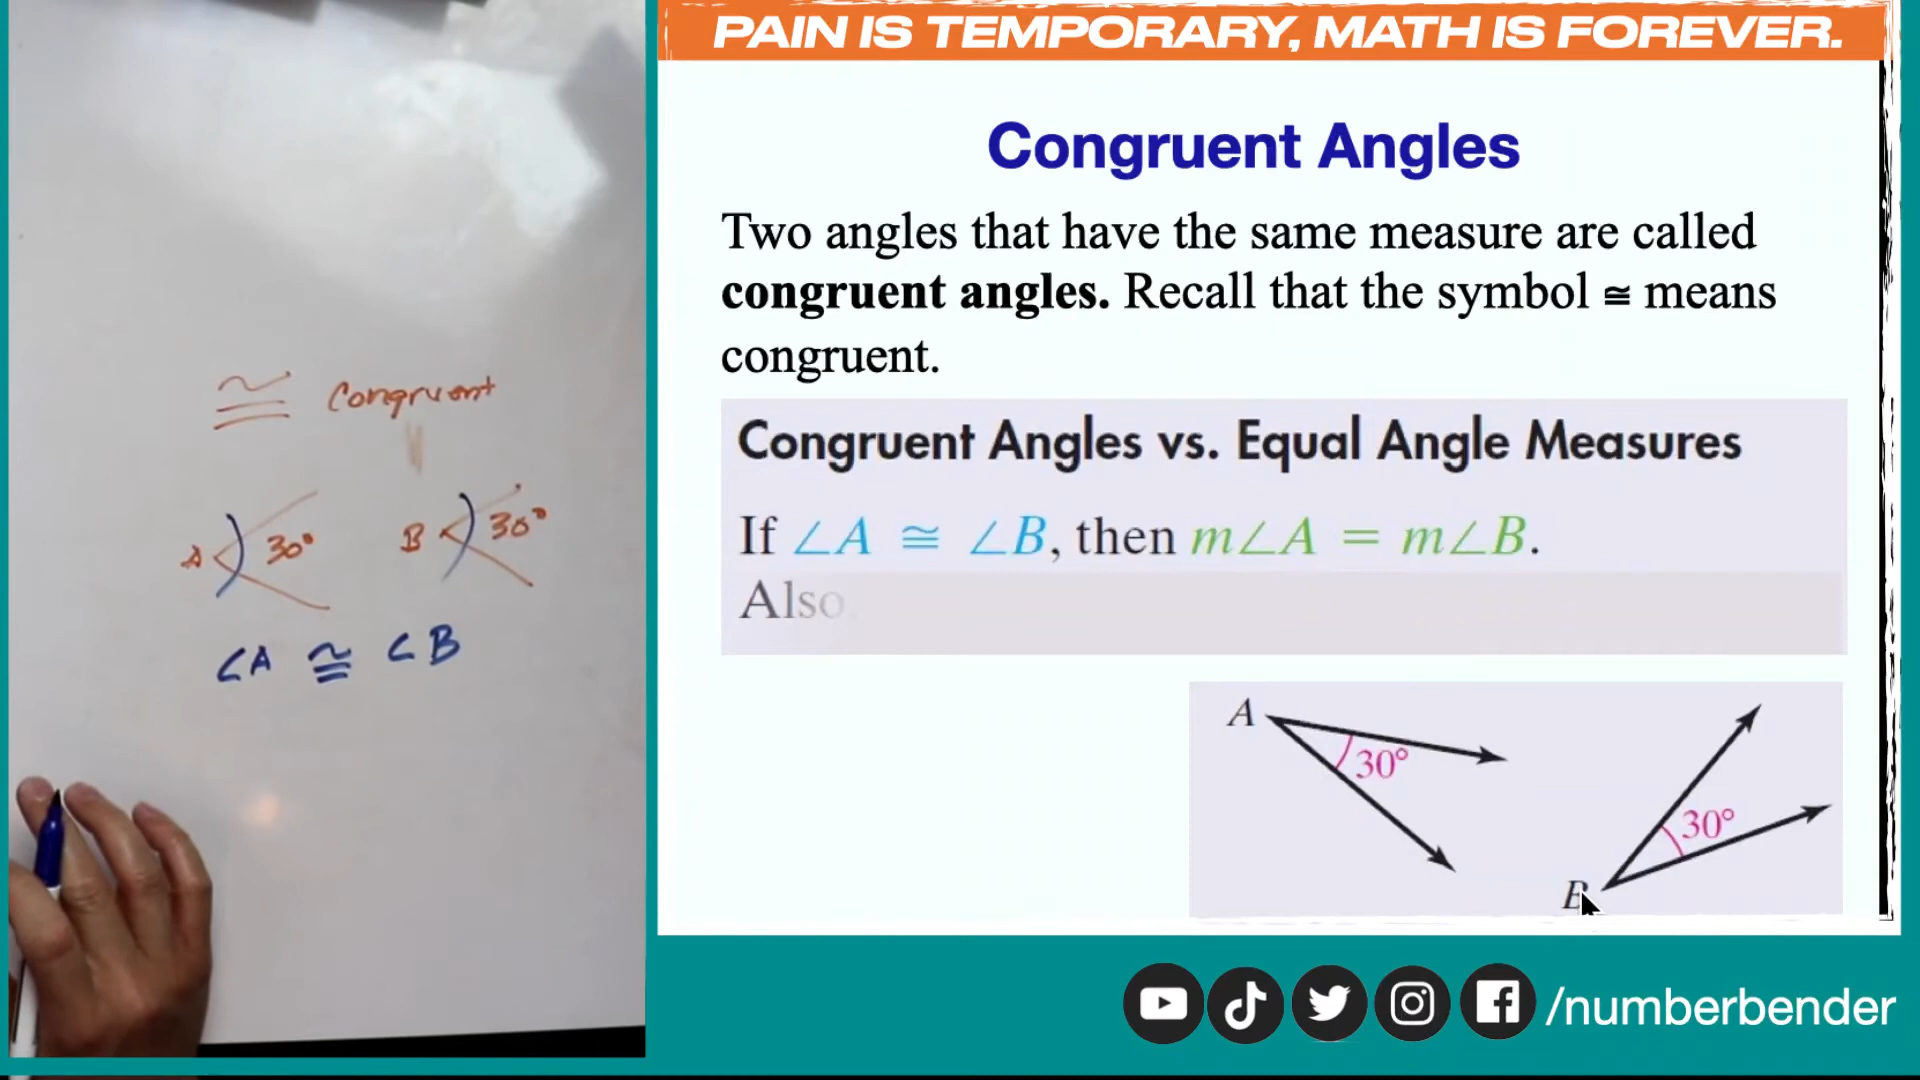 PAIN IS TEMPORARY, MATH IS FOREVER.
Congruent Angles
Two angles that have the same measure are called
congruent angles. Recall that the symbol ≅ means
congruent.
Congruent Angles vs. Equal Angle Measures
If ∠A ≅ ∠B, then m∠A = m∠B.
Also
A 30°
30°
B
≅ Congruent
A 30° B 30°
∠A ≅ ∠B
/numberbender